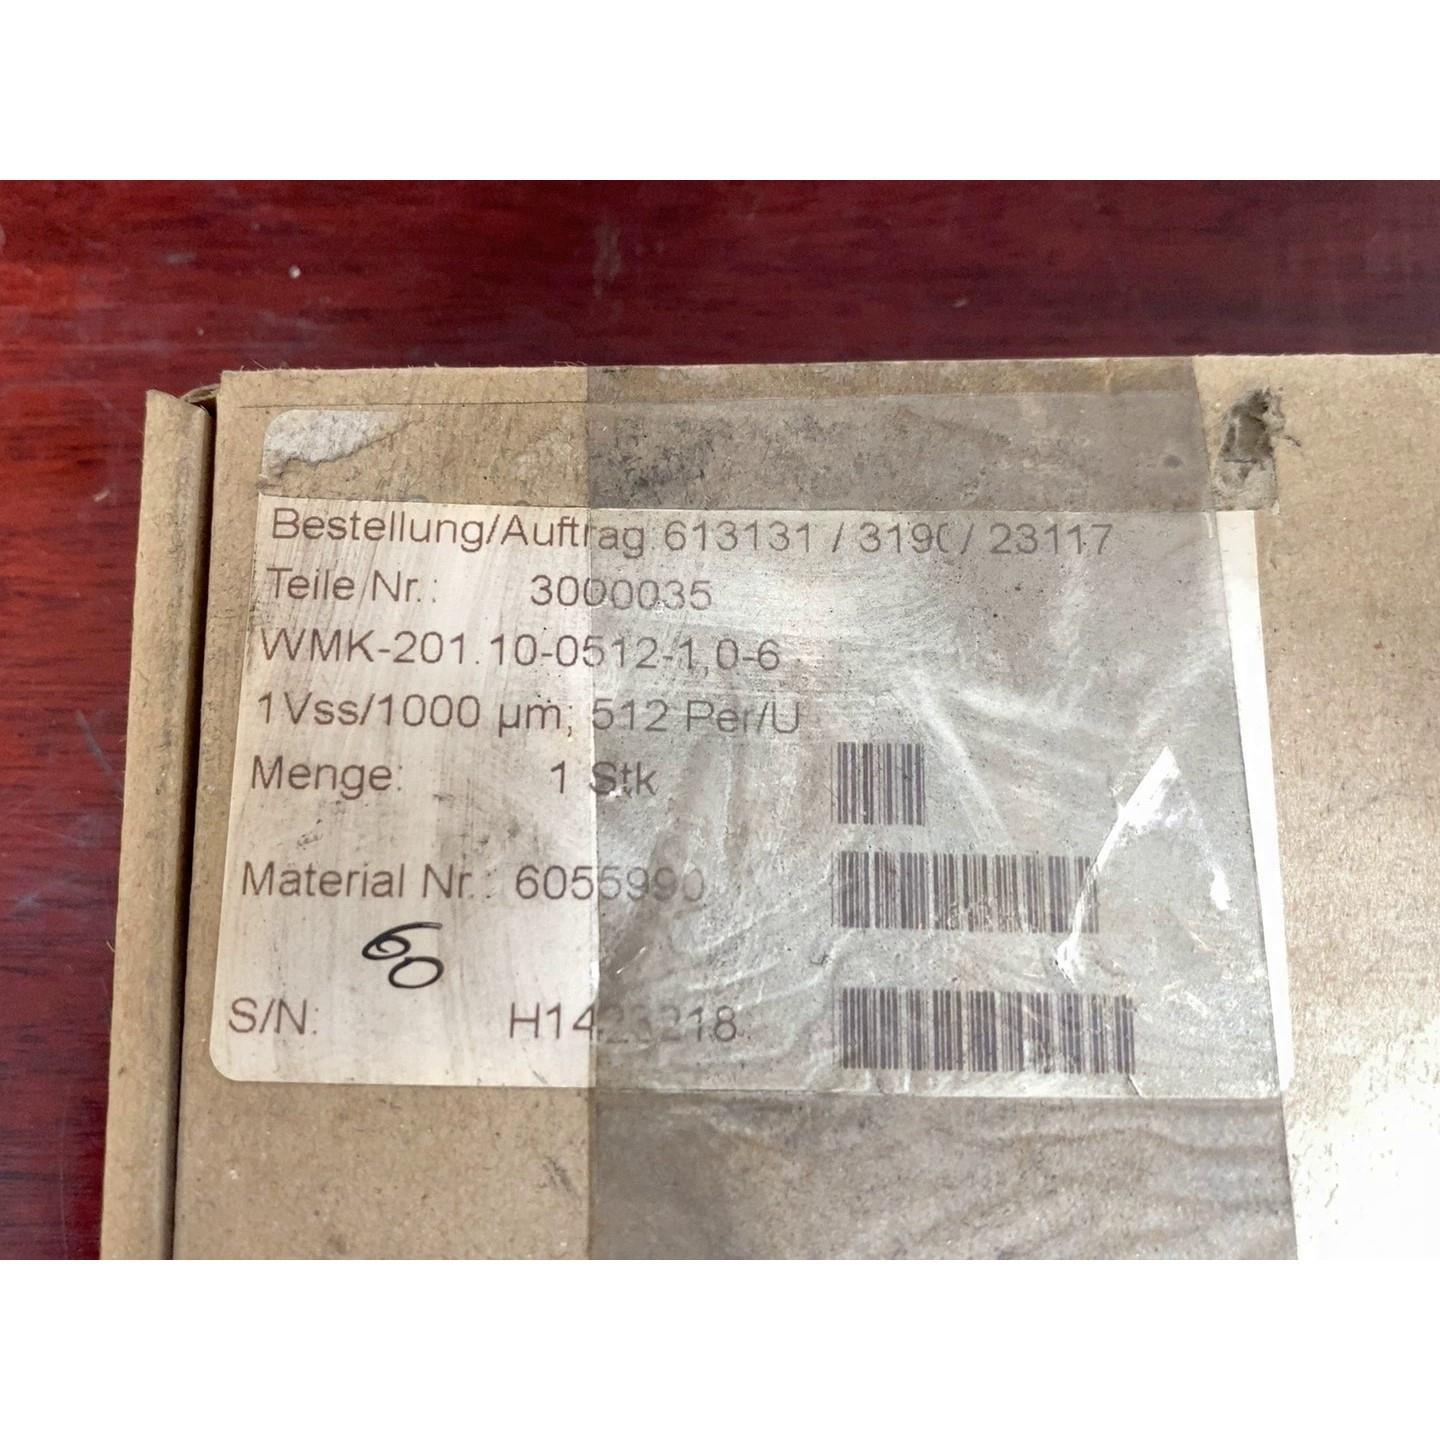 Bestellung/Auftrag: 613131 / 3190 / 23117
Teile Nr.: 3000035
WMK-201.10-0512-1,0-6
1Vss/1000 µm; 512 Per/U
Menge: 1 Stk
Material Nr.: 6055990
60
S/N: H1423218